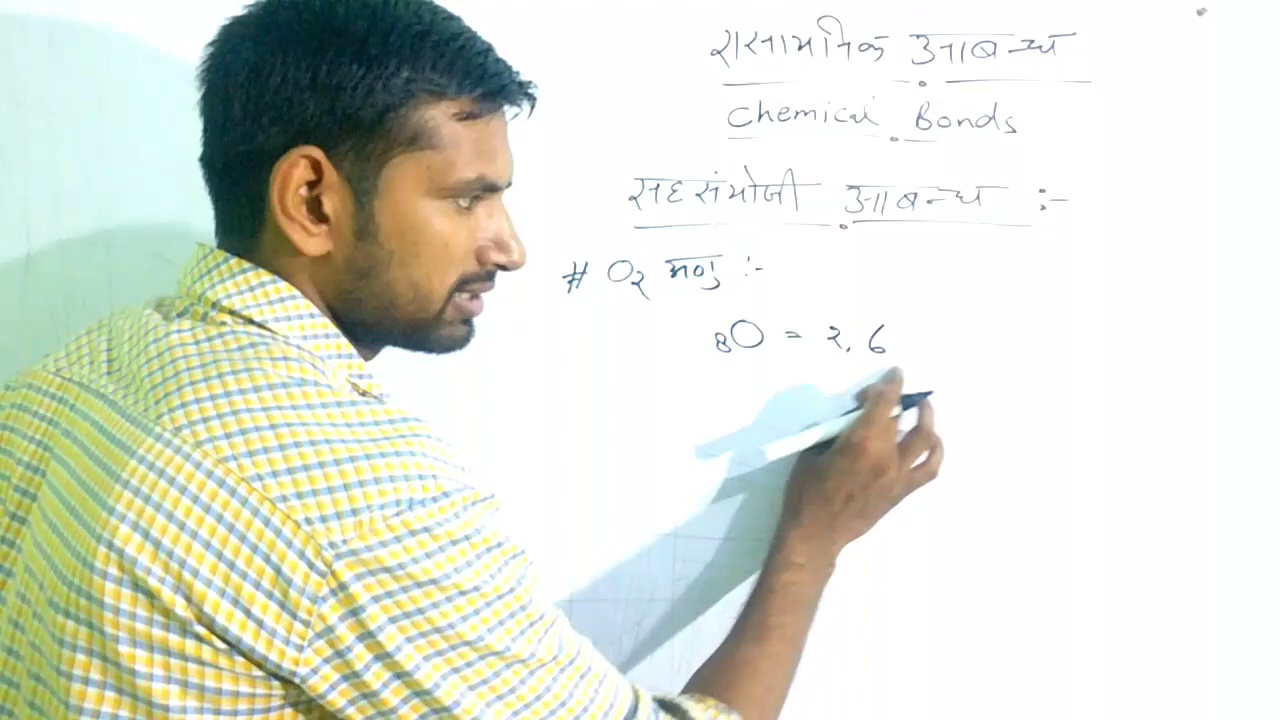 रासायनिक आबन्ध
Chemical Bonds
सहसंयोजी आबन्ध :-
# O2 अणु :-
8O = 2, 6